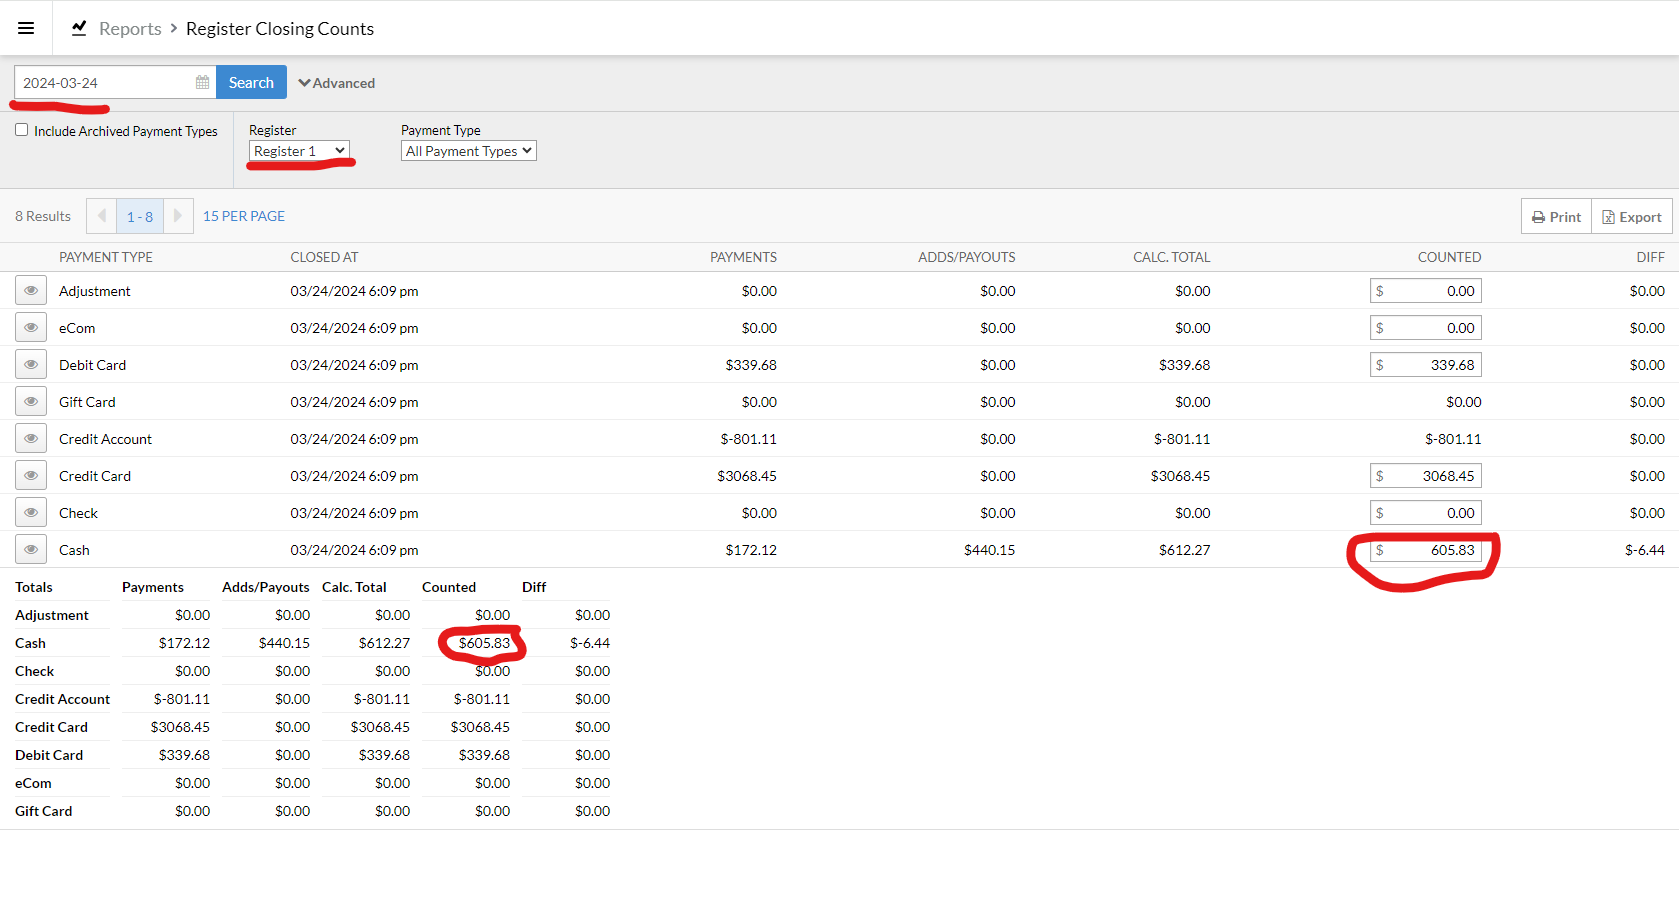 Reports > Register Closing Counts
2024-03-24 Search Advanced
Include Archived Payment Types Register Payment Type
Register 1 All Payment Types
8 Results 1 - 8 15 PER PAGE Print Export
PAYMENT TYPE CLOSED AT PAYMENTS ADDS/PAYOUTS CALC. TOTAL COUNTED DIFF
Adjustment 03/24/2024 6:09 pm $0.00 $0.00 $0.00 $ 0.00 $0.00
eCom 03/24/2024 6:09 pm $0.00 $0.00 $0.00 $ 0.00 $0.00
Debit Card 03/24/2024 6:09 pm $339.68 $0.00 $339.68 $ 339.68 $0.00
Gift Card 03/24/2024 6:09 pm $0.00 $0.00 $0.00 $0.00 $0.00
Credit Account 03/24/2024 6:09 pm $-801.11 $0.00 $-801.11 $-801.11 $0.00
Credit Card 03/24/2024 6:09 pm $3068.45 $0.00 $3068.45 $ 3068.45 $0.00
Check 03/24/2024 6:09 pm $0.00 $0.00 $0.00 $ 0.00 $0.00
Cash 03/24/2024 6:09 pm $172.12 $440.15 $612.27 $ 605.83 $-6.44
Totals Payments Adds/Payouts Calc. Total Counted Diff
Adjustment $0.00 $0.00 $0.00 $0.00 $0.00
Cash $172.12 $440.15 $612.27 $605.83 $-6.44
Check $0.00 $0.00 $0.00 $0.00 $0.00
Credit Account $-801.11 $0.00 $-801.11 $-801.11 $0.00
Credit Card $3068.45 $0.00 $3068.45 $3068.45 $0.00
Debit Card $339.68 $0.00 $339.68 $339.68 $0.00
eCom $0.00 $0.00 $0.00 $0.00 $0.00
Gift Card $0.00 $0.00 $0.00 $0.00 $0.00